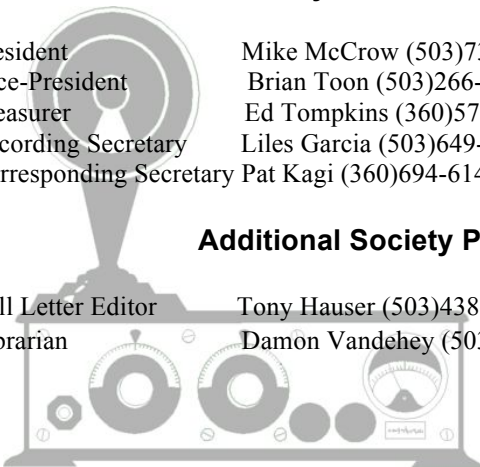 esident Mike McCrow (503)73
ce-President Brian Toon (503)266-
easurer Ed Tompkins (360)57
cording Secretary Liles Garcia (503)649-
rresponding Secretary Pat Kagi (360)694-614
Additional Society P
ll Letter Editor Tony Hauser (503)438
brarian Damon Vandehey (503